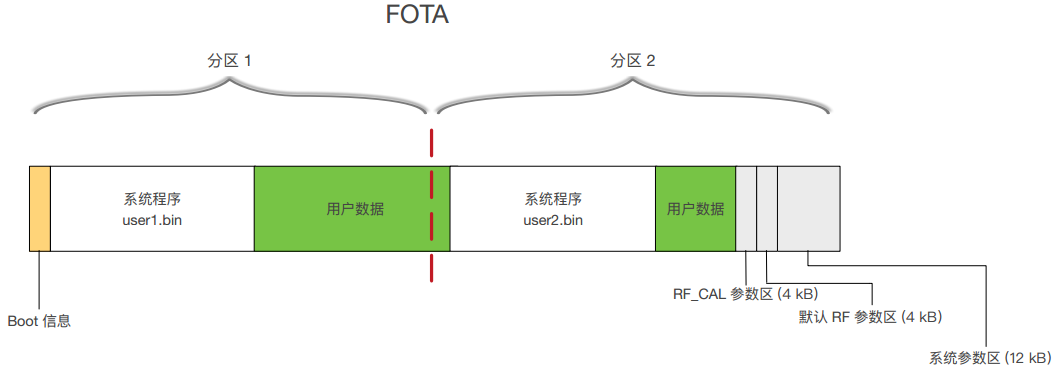 FOTA
分区 1
分区 2
系统程序
user1.bin
用户数据
系统程序
user2.bin
用户数据
Boot 信息
RF_CAL 参数区 (4 kB)
默认 RF 参数区 (4 kB)
系统参数区 (12 kB)